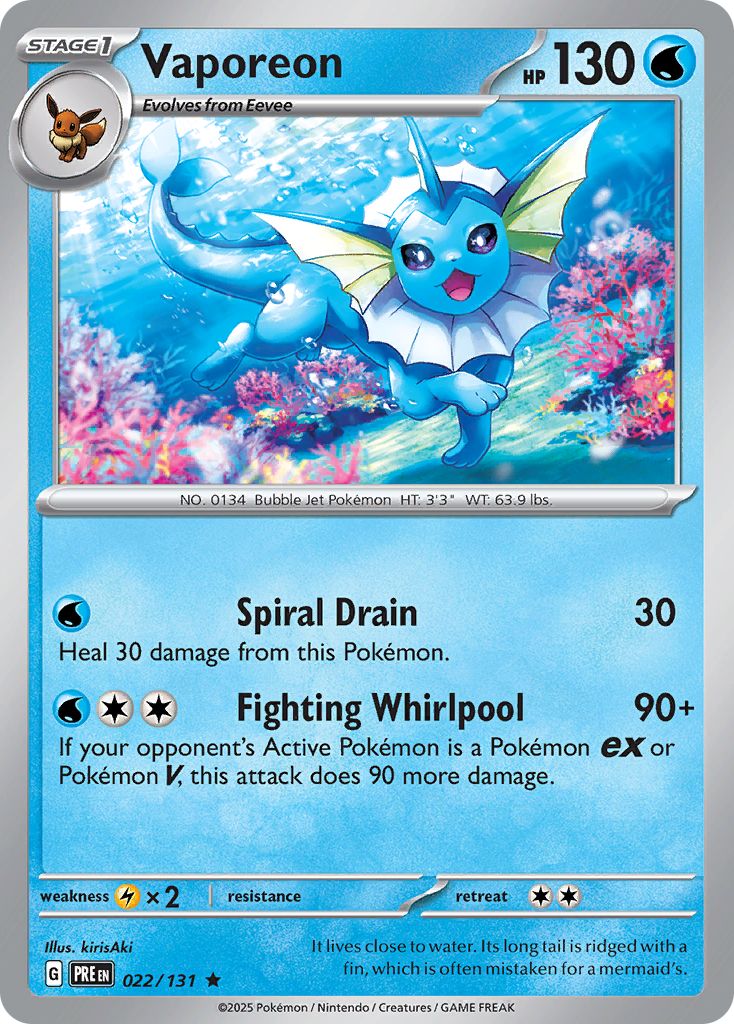 STAGE1
Vaporeon
HP 130
Evolves from Eevee
NO. 0134 Bubble Jet Pokémon HT: 3'3" WT: 63.9 lbs.
Spiral Drain 30
Heal 30 damage from this Pokémon.
Fighting Whirlpool 90+
If your opponent's Active Pokémon is a Pokémon ex or
Pokémon V, this attack does 90 more damage.
weakness ×2 resistance retreat
Illus. kirisAki
It lives close to water. Its long tail is ridged with a
fin, which is often mistaken for a mermaid's.
G PRE EN 022/131 ★
©2025 Pokémon / Nintendo / Creatures / GAME FREAK